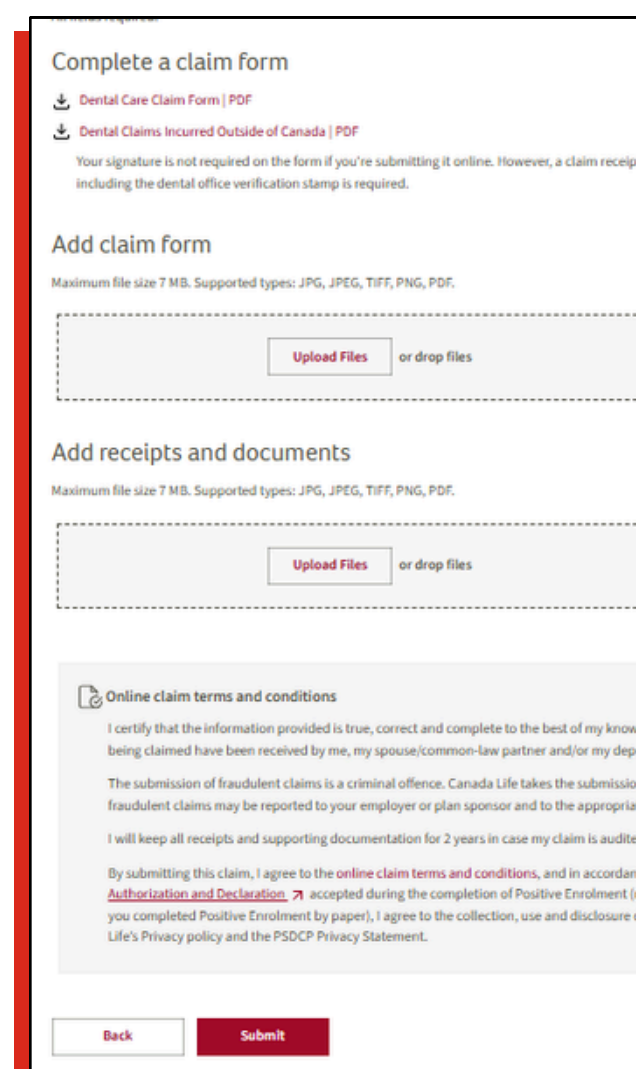 All fields required.
Complete a claim form
Dental Care Claim Form | PDF
Dental Claims Incurred Outside of Canada | PDF
Your signature is not required on the form if you're submitting it online. However, a claim receip
including the dental office verification stamp is required.
Add claim form
Maximum file size 7 MB. Supported types: JPG, JPEG, TIFF, PNG, PDF.
Upload Files or drop files
Add receipts and documents
Maximum file size 7 MB. Supported types: JPG, JPEG, TIFF, PNG, PDF.
Upload Files or drop files
Online claim terms and conditions
I certify that the information provided is true, correct and complete to the best of my know
being claimed have been received by me, my spouse/common-law partner and/or my dep
The submission of fraudulent claims is a criminal offence. Canada Life takes the submissio
fraudulent claims may be reported to your employer or plan sponsor and to the appropria
I will keep all receipts and supporting documentation for 2 years in case my claim is audite
By submitting this claim, I agree to the online claim terms and conditions, and in accordan
Authorization and Declaration accepted during the completion of Positive Enrolment (
you completed Positive Enrolment by paper), I agree to the collection, use and disclosure
Life's Privacy policy and the PSDCP Privacy Statement.
Back Submit